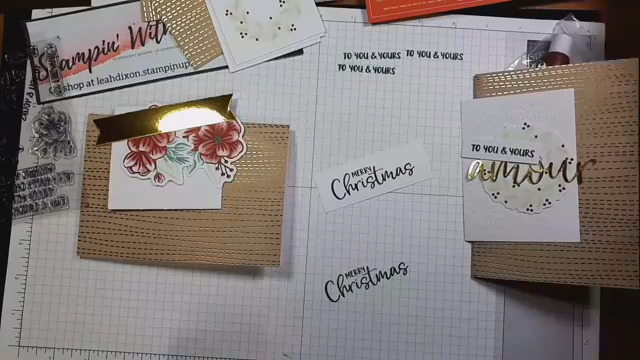 Stampin' With
shop at leahdixon.stampinup
TO YOU & YOURS TO YOU & YOURS
TO YOU & YOURS
MERRY
Christmas
TO YOU & YOURS
amour
MERRY
Christmas